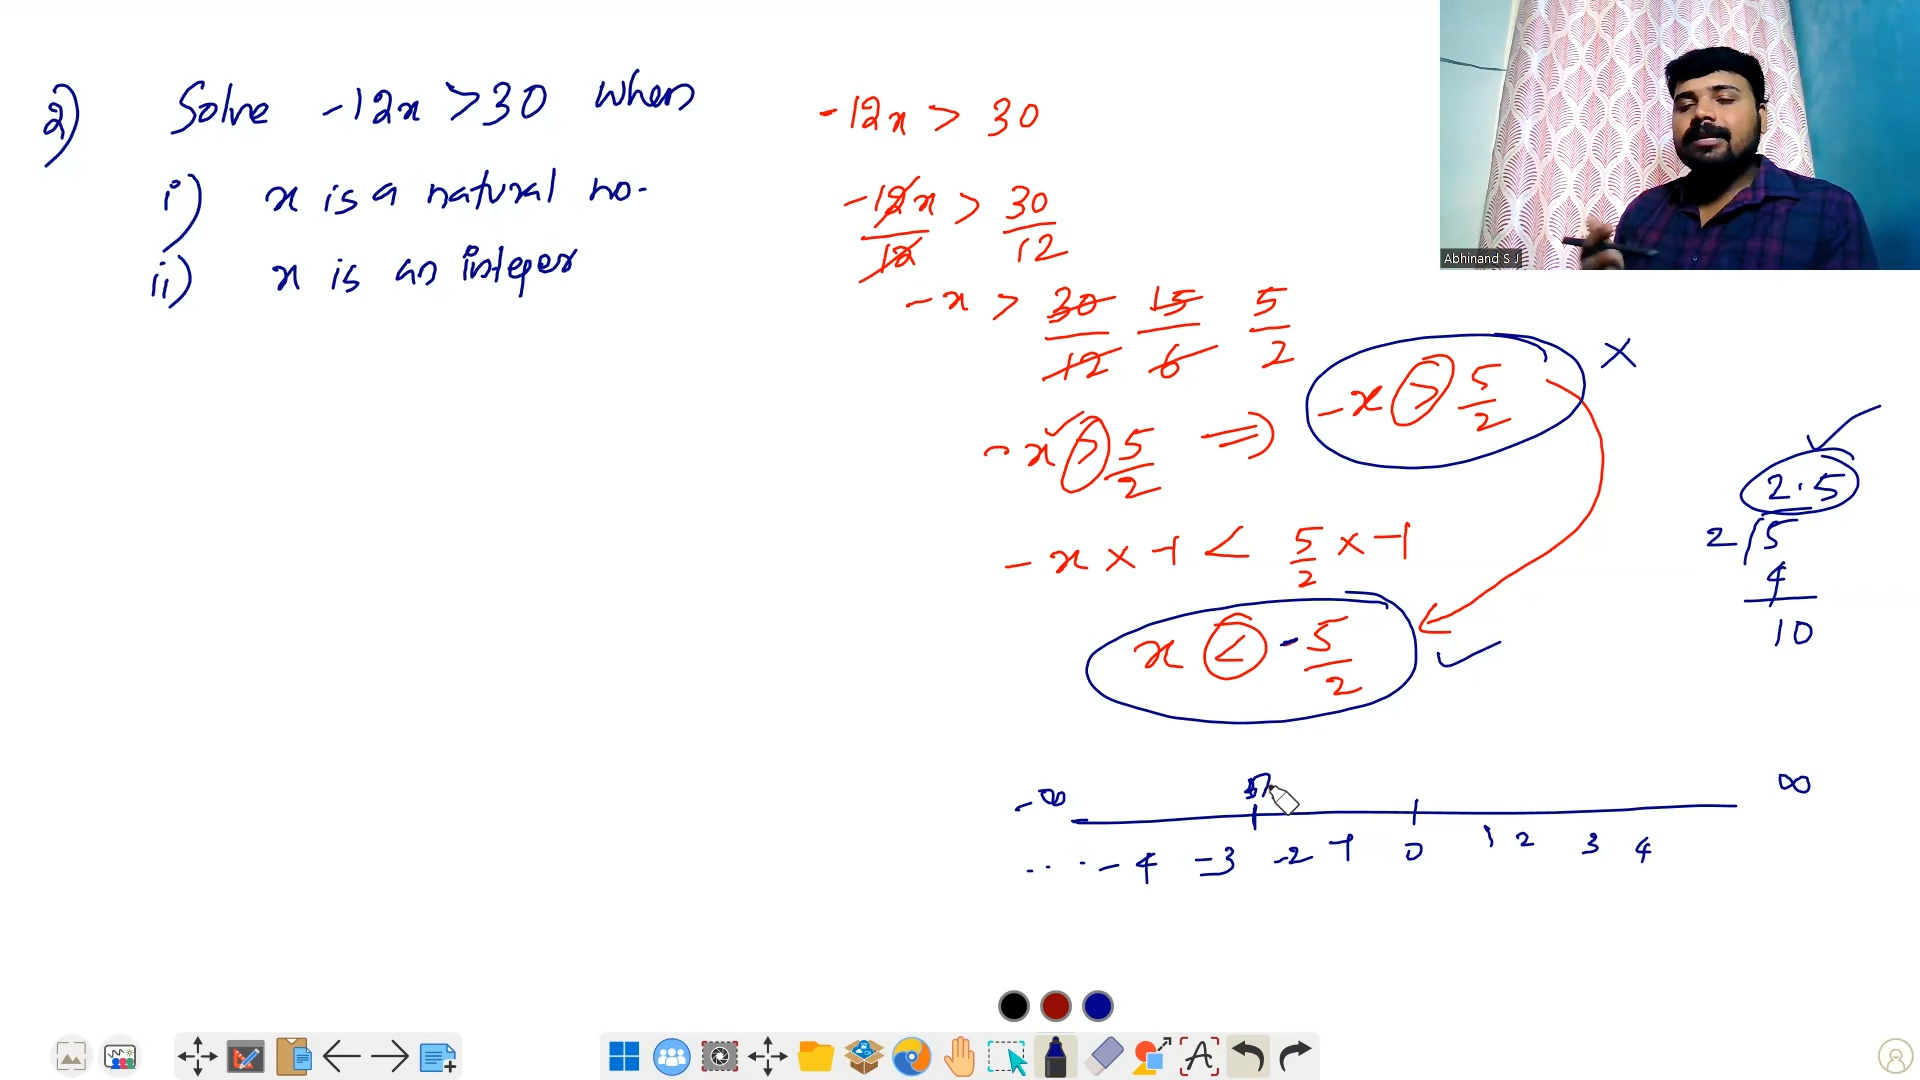 2) Solve -12x > 30 when
i) x is a natural no.
ii) x is an integer
-12x > 30
-12x/12 > 30/12
-x > 30/12 15/6 5/2
-x > 5/2 ⇒ -x > 5/2 ×
-x × -1 < 5/2 × -1
x < -5/2
2.5
2 5
4
10
-∞ ∞
.... -4 -3 -2 -1 0 1 2 3 4
Abhinand S J